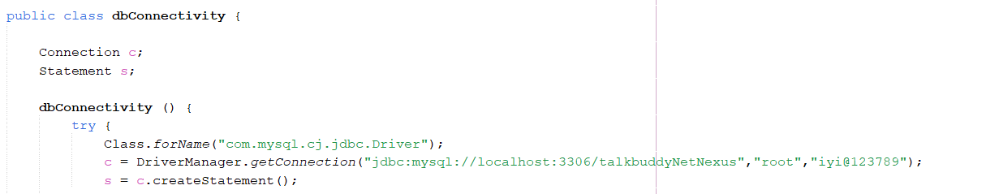 public class dbConnectivity {
Connection c;
Statement s;
dbConnectivity () {
try {
Class.forName("com.mysql.cj.jdbc.Driver");
c = DriverManager.getConnection("jdbc:mysql://localhost:3306/talkbuddyNetNexus","root","iyi@123789");
s = c.createStatement();